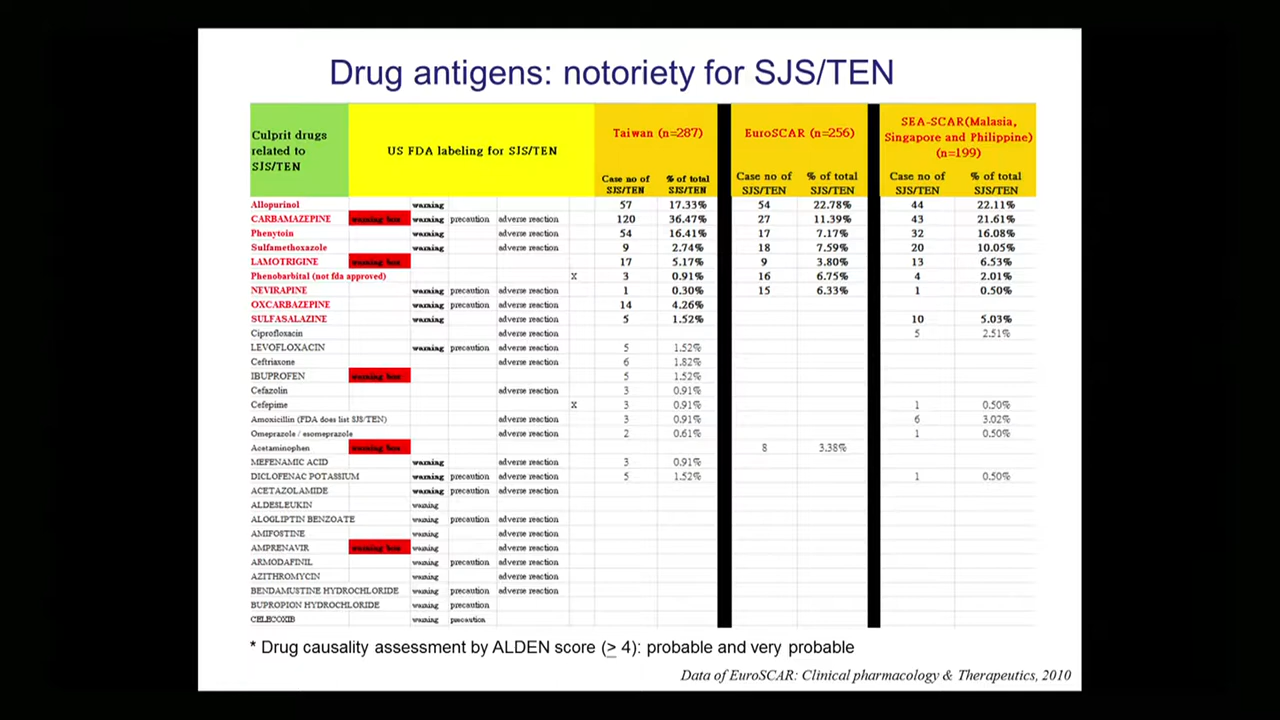 Drug antigens: notoriety for SJS/TEN
Culprit drugs related to SJS/TEN
US FDA labeling for SJS/TEN
Taiwan (n=287)
EuroSCAR (n=256)
SEA-SCAR(Malasia, Singapore and Philippine) (n=199)
Case no of SJS/TEN % of total SJS/TEN Case no of SJS/TEN % of total SJS/TEN Case no of SJS/TEN % of total SJS/TEN
Allopurinol warning 57 17.33% 54 22.78% 44 22.11%
CARBAMAZEPINE warning box warning precaution adverse reaction 120 36.47% 27 11.39% 43 21.61%
Phenytoin warning adverse reaction 54 16.41% 17 7.17% 32 16.08%
Sulfamethoxazole warning adverse reaction 9 2.74% 18 7.59% 20 10.05%
LAMOTRIGINE warning box 17 5.17% 9 3.80% 13 6.53%
Phenobarbital (not fda approved) X 3 0.91% 16 6.75% 4 2.01%
NEVIRAPINE warning precaution adverse reaction 1 0.30% 15 6.33% 1 0.50%
OXCARBAZEPINE warning precaution adverse reaction 14 4.26%
SULFASALAZINE warning adverse reaction 5 1.52% 10 5.03%
Ciprofloxacin adverse reaction 5 2.51%
LEVOFLOXACIN warning precaution adverse reaction 5 1.52%
Ceftriaxone adverse reaction 6 1.82%
IBUPROFEN warning box 5 1.52%
Cefazolin adverse reaction 3 0.91%
Cefepime X 3 0.91% 1 0.50%
Amoxicillin (FDA does list SJS/TEN) adverse reaction 3 0.91% 6 3.02%
Omeprazole / esomeprazole adverse reaction 2 0.61% 1 0.50%
Acetaminophen warning box 8 3.38%
MEFENAMIC ACID warning adverse reaction 3 0.91%
DICLOFENAC POTASSIUM warning precaution adverse reaction 5 1.52% 1 0.50%
ACETAZOLAMIDE warning precaution adverse reaction
ALDESLEUKIN warning
ALOGLIPTIN BENZOATE warning precaution adverse reaction
AMIFOSTINE warning adverse reaction
AMPRENAVIR warning box warning adverse reaction
ARMODAFINIL warning precaution adverse reaction
AZITHROMYCIN warning adverse reaction
BENDAMUSTINE HYDROCHLORIDE warning precaution adverse reaction
BUPROPION HYDROCHLORIDE warning precaution
CELECOXIB warning precaution
* Drug causality assessment by ALDEN score (≥ 4): probable and very probable
Data of EuroSCAR: Clinical pharmacology & Therapeutics, 2010